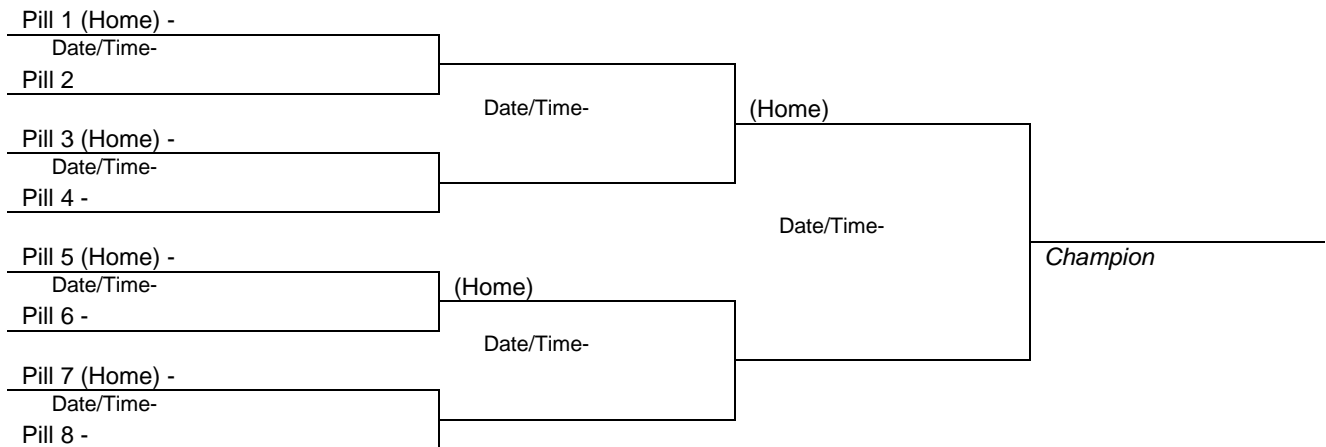 Pill 1 (Home) -
Date/Time-
Pill 2
Date/Time-
(Home)
Pill 3 (Home) -
Date/Time-
Pill 4 -
Date/Time-
Pill 5 (Home) -
Champion
Date/Time-
(Home)
Pill 6 -
Date/Time-
Pill 7 (Home) -
Date/Time-
Pill 8 -